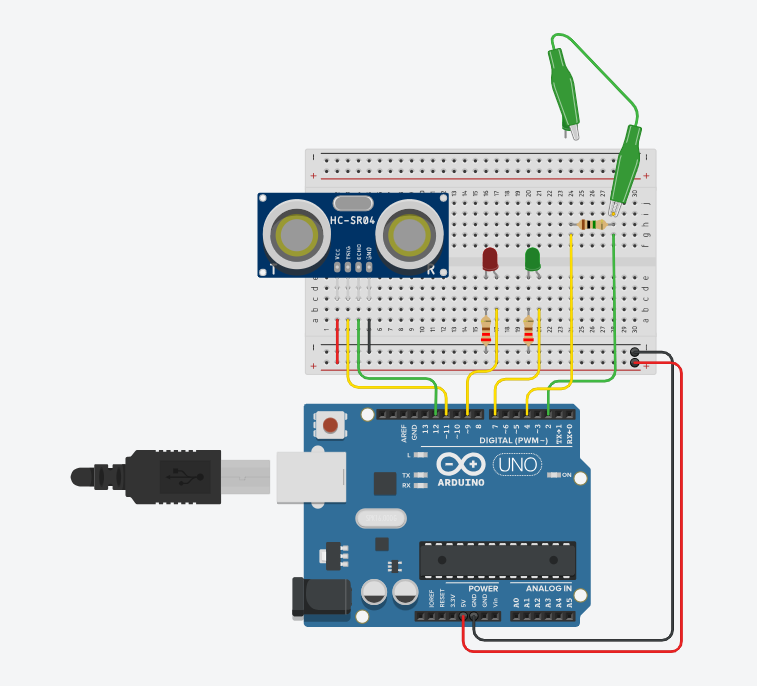 HC-SR04
VCC
TRIG
ECHO
GND
T
R
AREF
GND
13
12
~11
~10
~9
8
7
~6
~5
4
~3
2
TX→1
RX←0
DIGITAL (PWM~)
L
TX
RX
ARDUINO
UNO
ON
POWER
ANALOG IN
IOREF
RESET
3.3V
5V
GND
GND
Vin
A0
A1
A2
A3
A4
A5